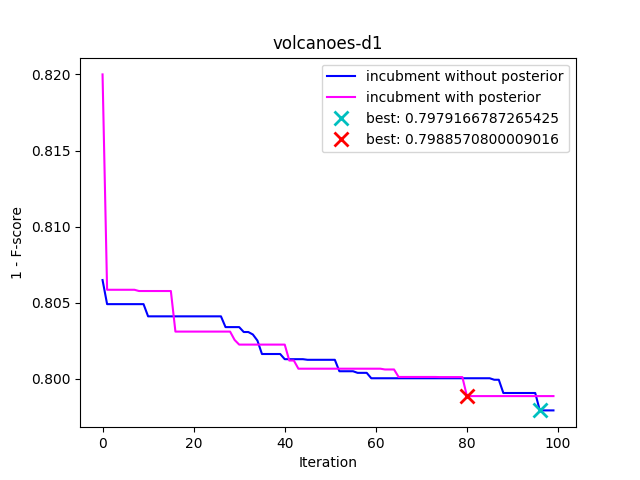 volcanoes-d1
incubment without posterior
incubment with posterior
best: 0.7979166787265425
best: 0.7988570800009016
0.820
0.815
0.810
0.805
0.800
1 - F-score
0
20
40
60
80
100
Iteration